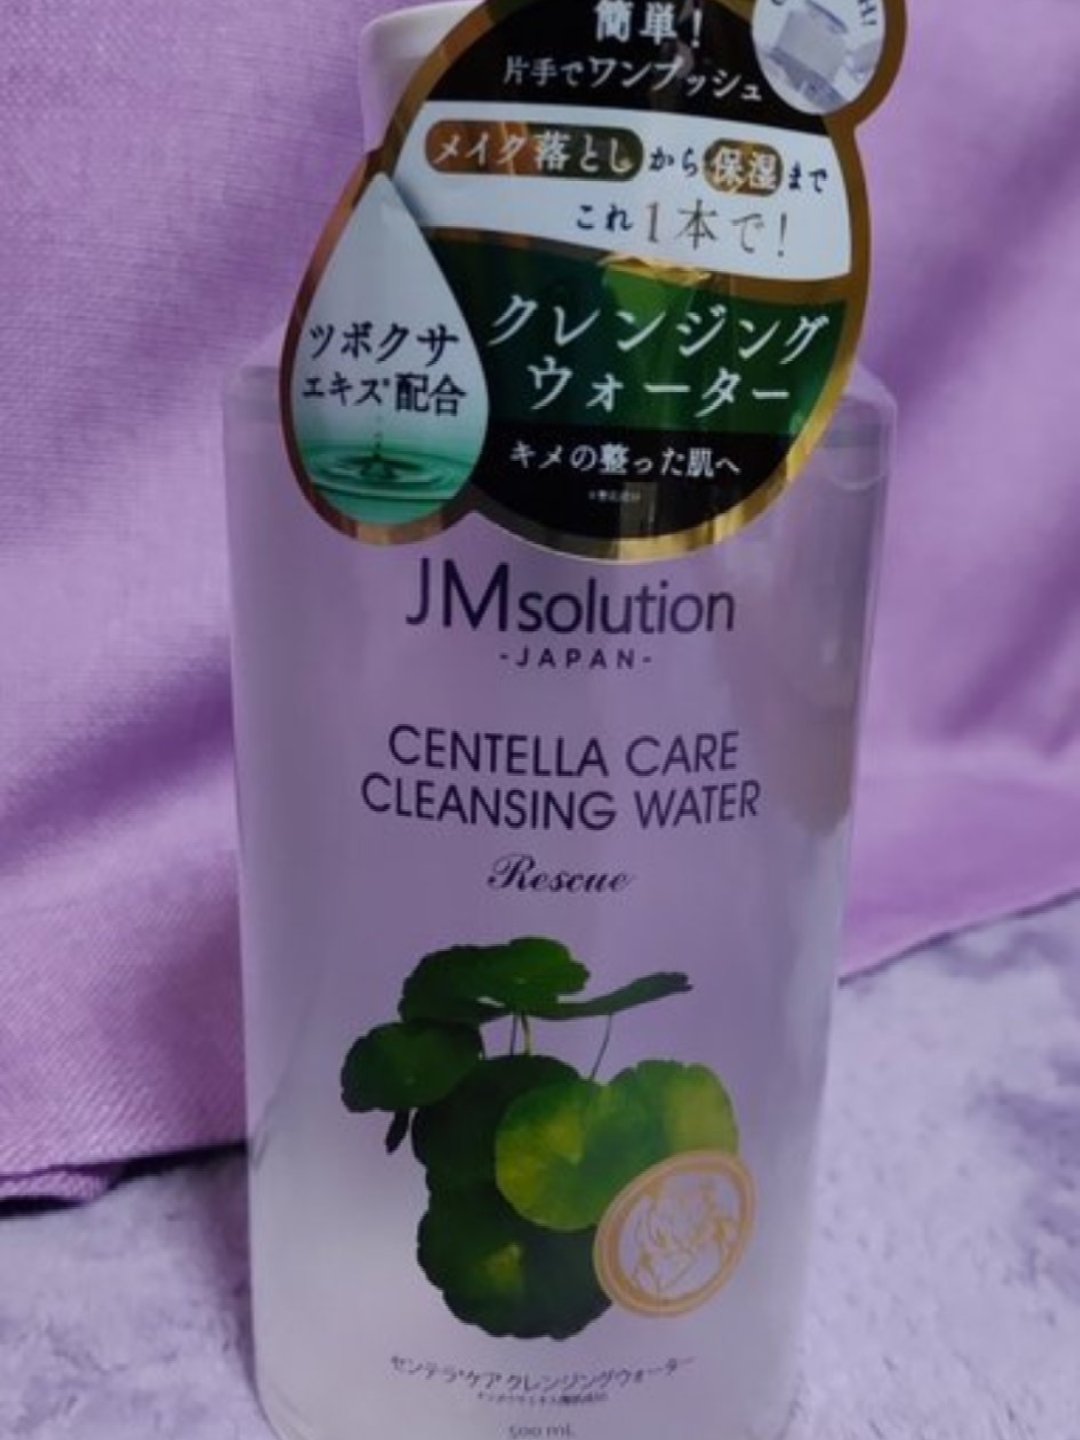 簡単！
片手でワンプッシュ
メイク落としから保湿まで
これ1本で！
ツボクサ
エキス*配合
クレンジング
ウォーター
キメの整った肌へ
JMsolution
-JAPAN-
CENTELLA CARE
CLEANSING WATER
Rescue
センテラ*ケア クレンジングウォーター
500 mL